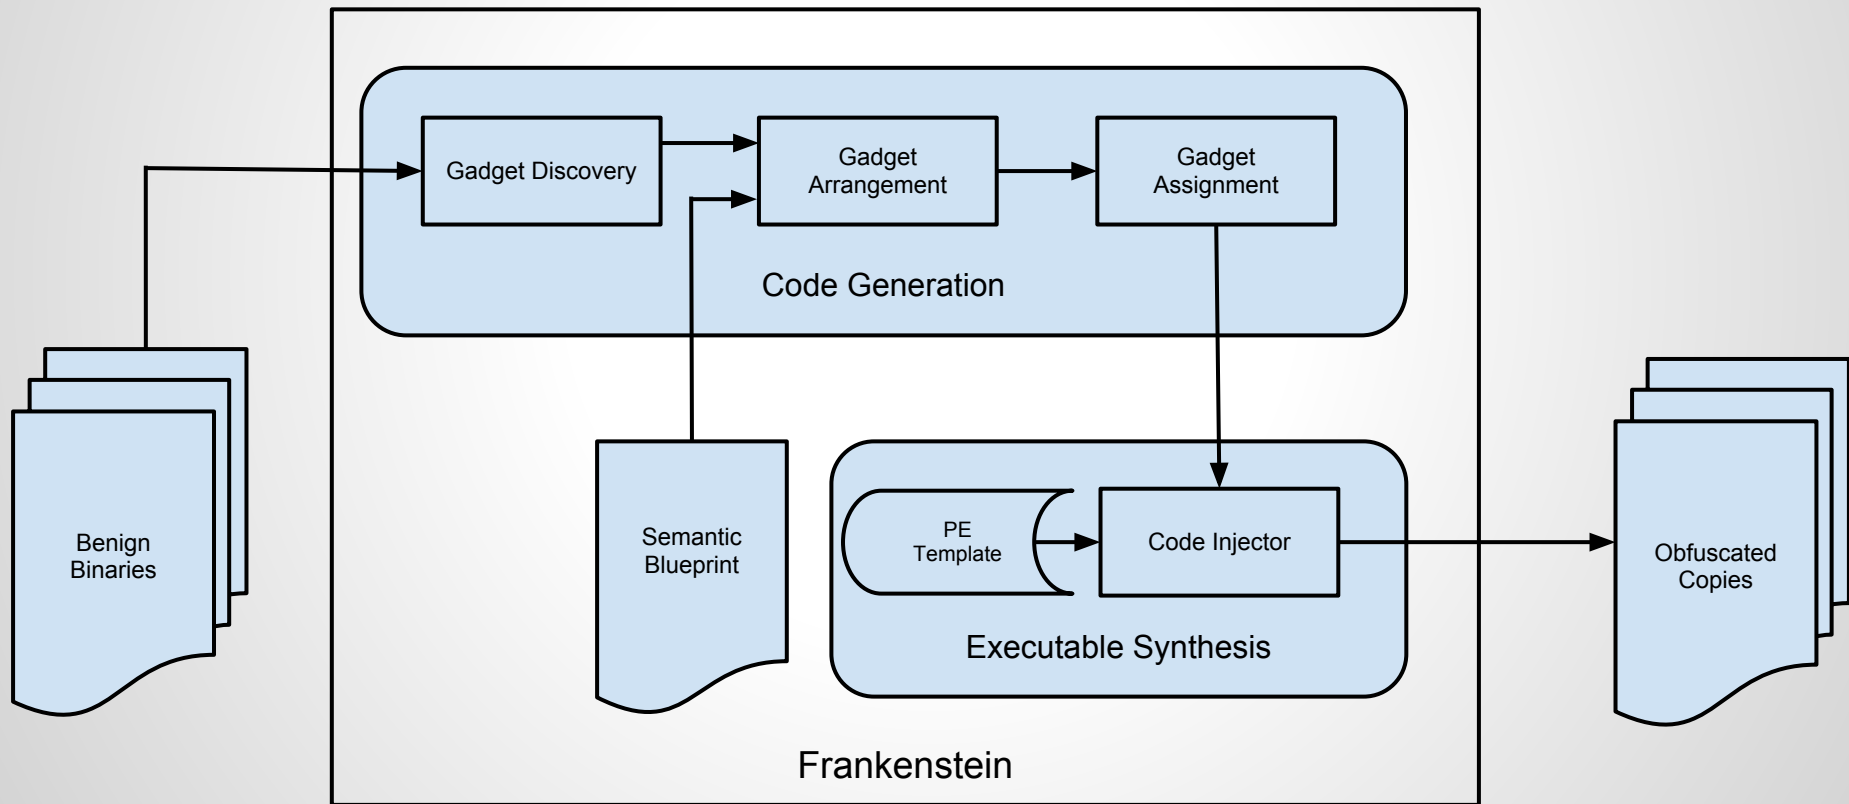 Gadget Discovery
Gadget
Arrangement
Gadget
Assignment
Code Generation
Benign
Binaries
Semantic
Blueprint
PE
Template
Code Injector
Executable Synthesis
Obfuscated
Copies
Frankenstein